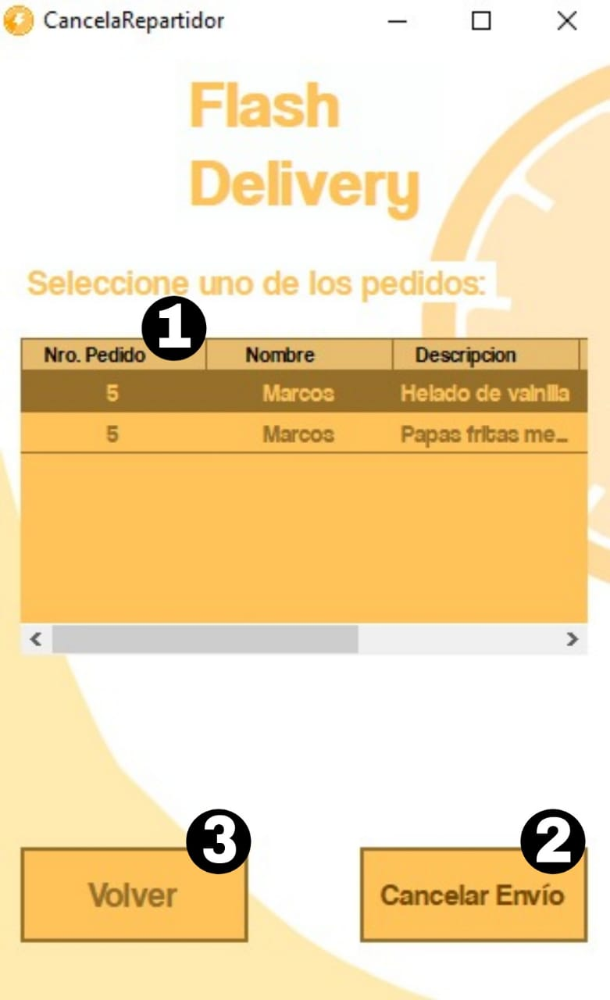 CancelaRepartidor
Flash
Delivery
Seleccione uno de los pedidos:
1
Nro. Pedido Nombre Descripcion
5 Marcos Helado de vainilla
5 Marcos Papas fritas me...
3
2
Volver Cancelar Envío